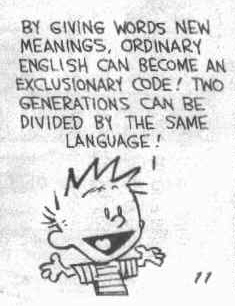 BY GIVING WORDS NEW
MEANINGS, ORDINARY
ENGLISH CAN BECOME AN
EXCLUSIONARY CODE! TWO
GENERATIONS CAN BE
DIVIDED BY THE SAME
LANGUAGE!
11